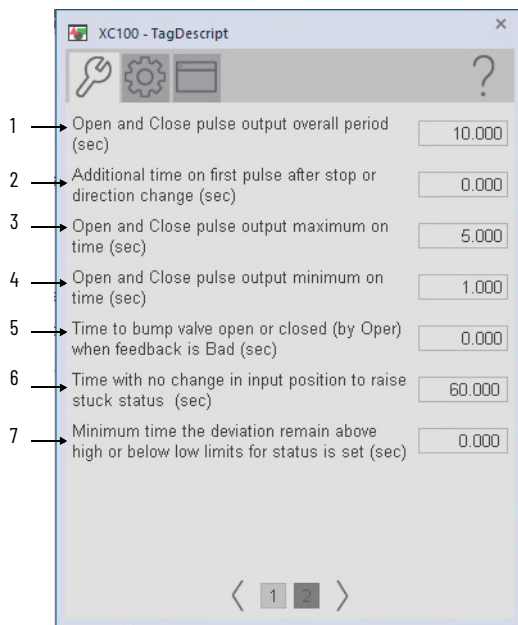 XC100 - TagDescript
×
?
1 Open and Close pulse output overall period
(sec) 10.000
2 Additional time on first pulse after stop or
direction change (sec) 0.000
3 Open and Close pulse output maximum on
time (sec) 5.000
4 Open and Close pulse output minimum on
time (sec) 1.000
5 Time to bump valve open or closed (by Oper)
when feedback is Bad (sec) 0.000
6 Time with no change in input position to raise
stuck status (sec) 60.000
7 Minimum time the deviation remain above
high or below low limits for status is set (sec) 0.000
1 2